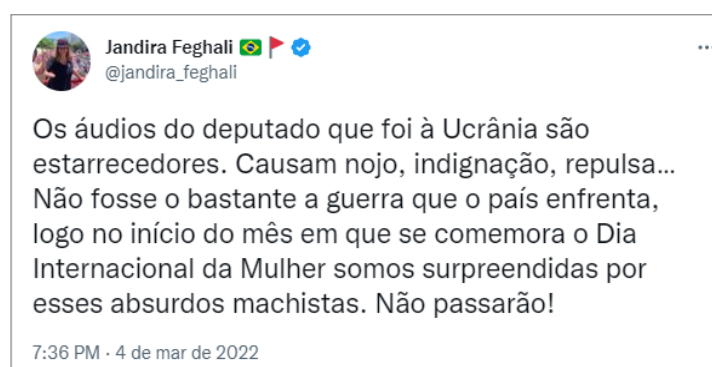 Jandira Feghali 🇧🇷 🚩
@jandira_feghali
Os áudios do deputado que foi à Ucrânia são
estarrecedores. Causam nojo, indignação, repulsa...
Não fosse o bastante a guerra que o país enfrenta,
logo no início do mês em que se comemora o Dia
Internacional da Mulher somos surpreendidas por
esses absurdos machistas. Não passarão!
7:36 PM · 4 de mar de 2022